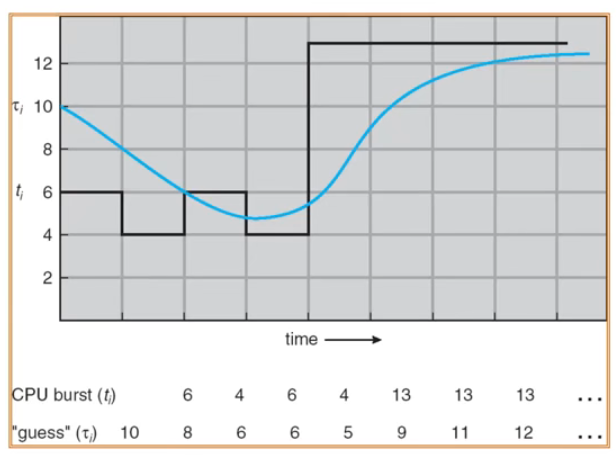 12
τi 10
8
ti 6
4
2
time
CPU burst (ti) 6 4 6 4 13 13 13 ...
"guess" (τi) 10 8 6 6 5 9 11 12 ...